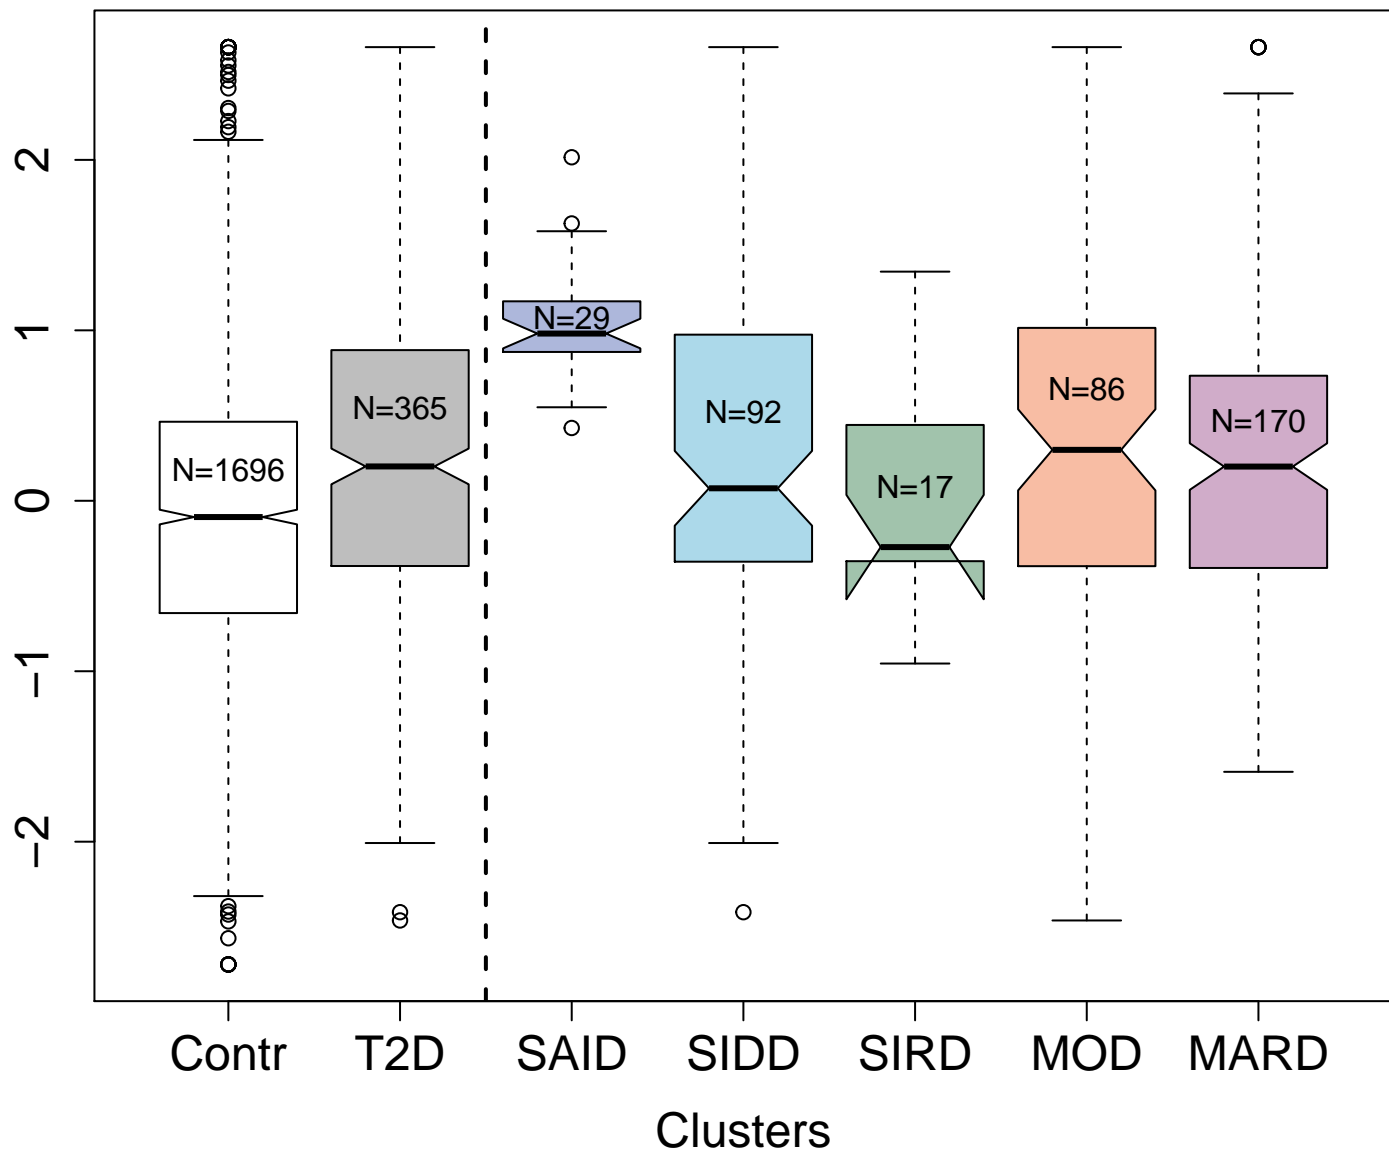 2
1
0
−1
−2
N=1696
N=365
N=29
N=92
N=17
N=86
N=170
Contr T2D SAID SIDD SIRD MOD MARD
Clusters